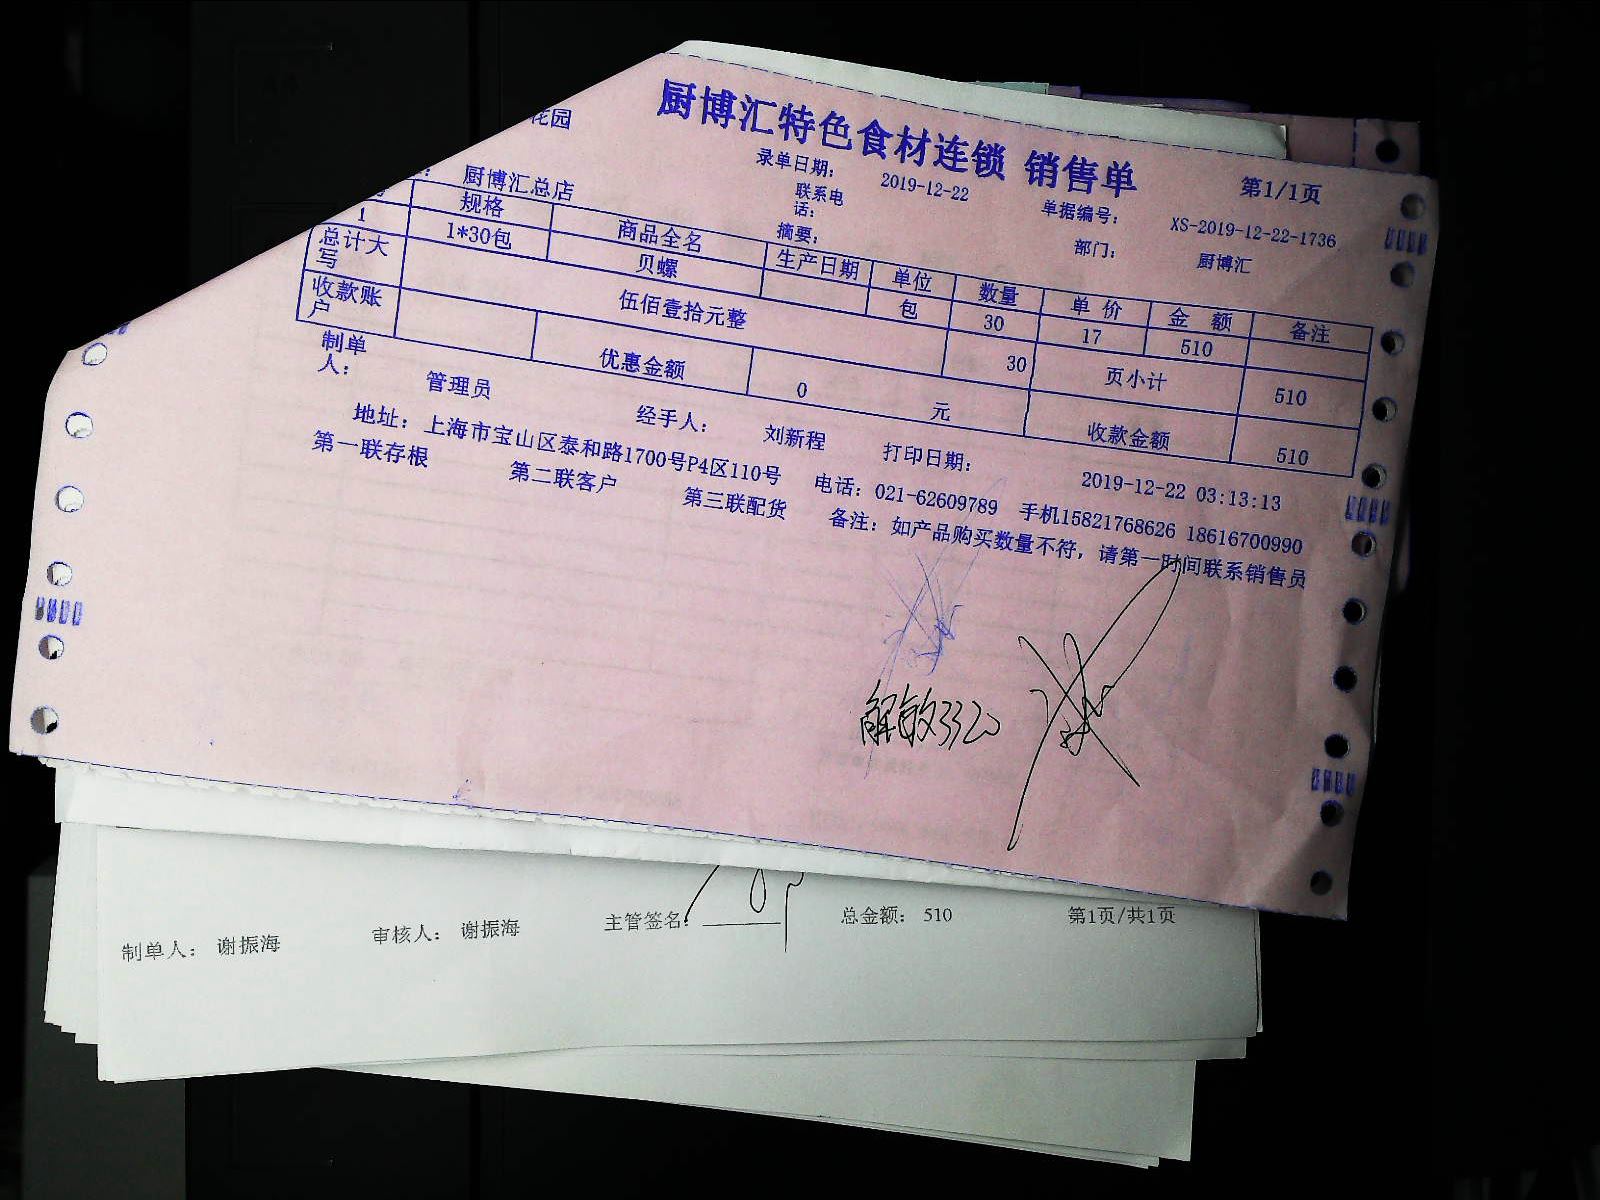 厨博汇特色食材连锁 销售单
第1/1页
花园
录单日期: 2019-12-22
单据编号: XS-2019-12-22-1736
厨博汇总店
联系电话:
部门: 厨博汇
摘要:
规格 商品全名 生产日期 单位 数量 单价 金额 备注
1 1*30包 贝螺 包 30 17 510
总计大写 伍佰壹拾元整 30 页小计 510
收款账户 优惠金额 0 元 收款金额 510
制单人: 管理员 经手人: 刘新程 打印日期: 2019-12-22 03:13:13
地址: 上海市宝山区泰和路1700号P4区110号 电话: 021-62609789 手机15821768626 18616700990
第一联存根 第二联客户 第三联配货 备注: 如产品购买数量不符, 请第一时间联系销售员
解敏3320
制单人: 谢振海 审核人: 谢振海 主管签名: 总金额: 510 第1页/共1页